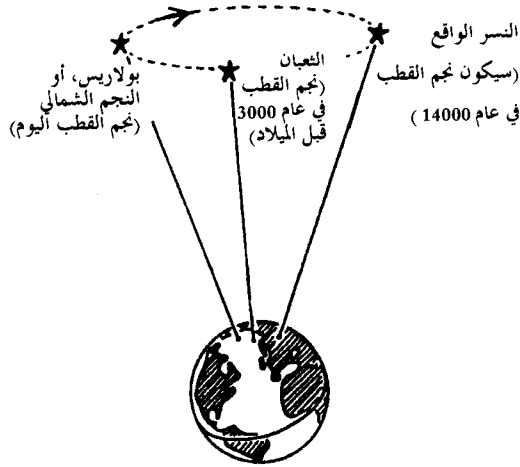 النسر الواقع
(سيكون نجم القطب
في عام 14000 )
الثعبان
(نجم القطب
في عام 3000
قبل الميلاد)
بولاريس، أو
النجم الشمالي
(نجم القطب اليوم)